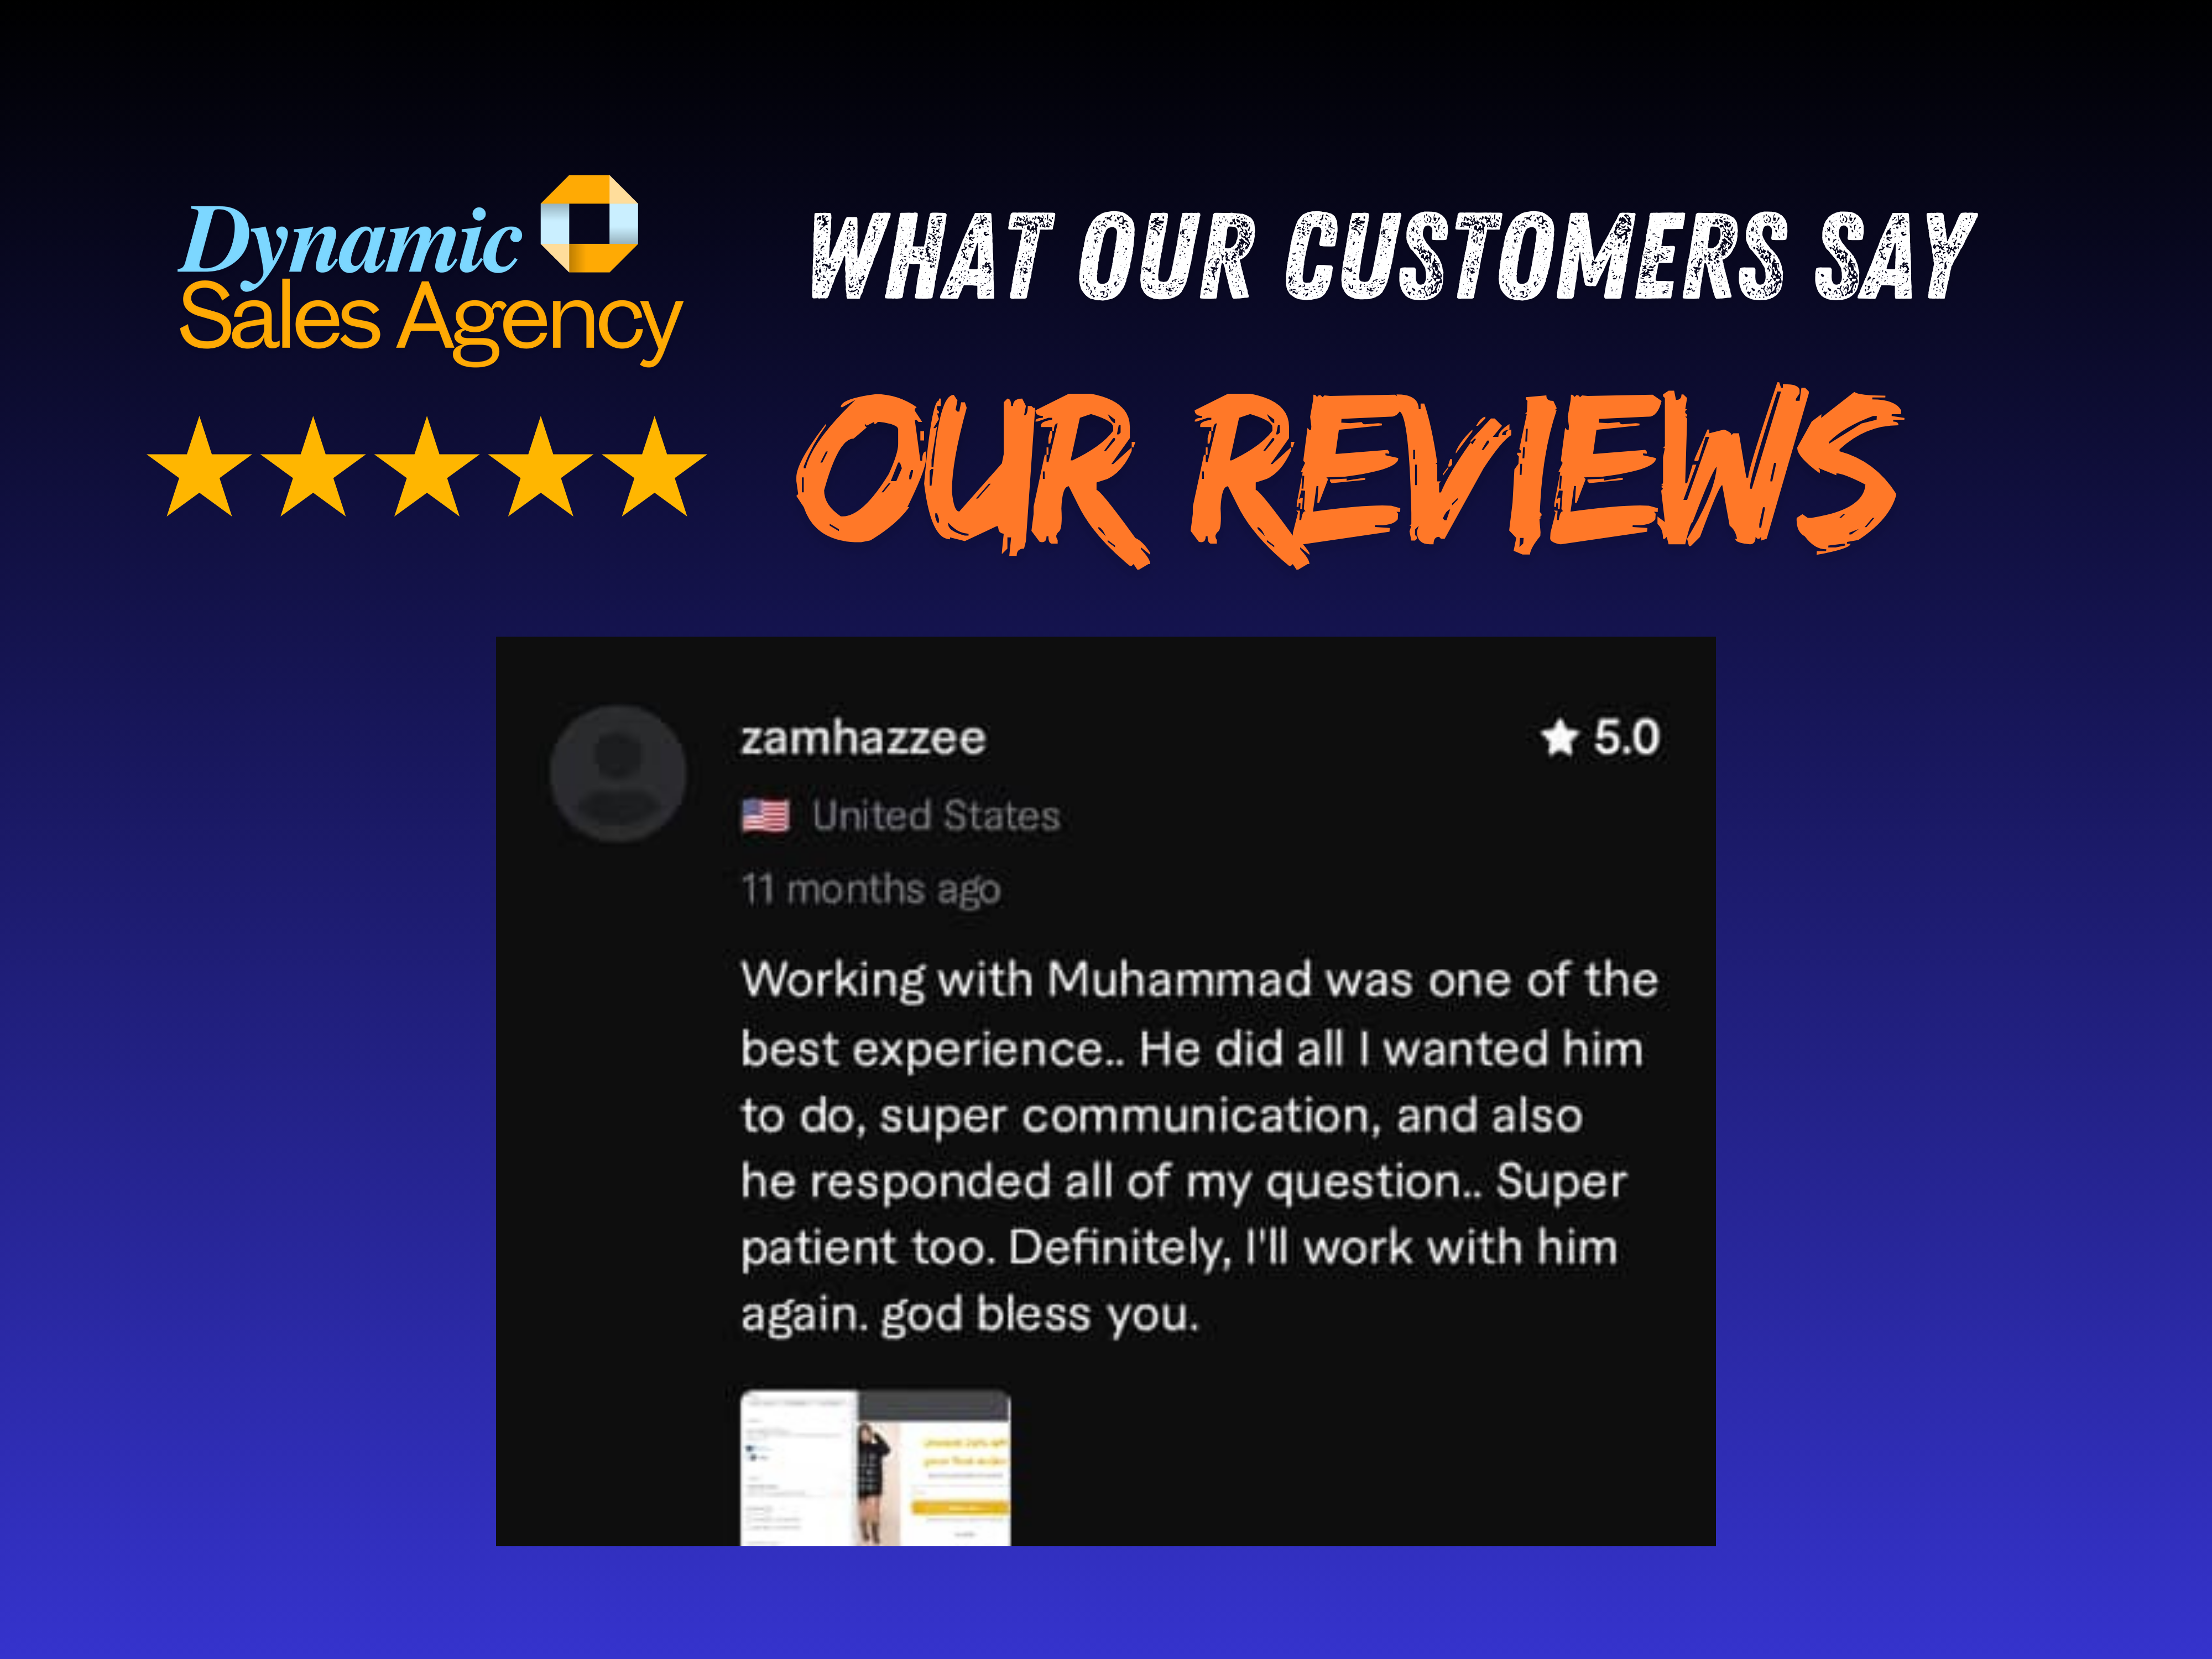 Dynamic
Sales Agency
WHAT OUR CUSTOMERS SAY
OUR REVIEWS
zamhazzee
5.0
United States
11 months ago
Working with Muhammad was one of the
best experience.. He did all I wanted him
to do, super communication, and also
he responded all of my question.. Super
patient too. Definitely, I'll work with him
again. god bless you.